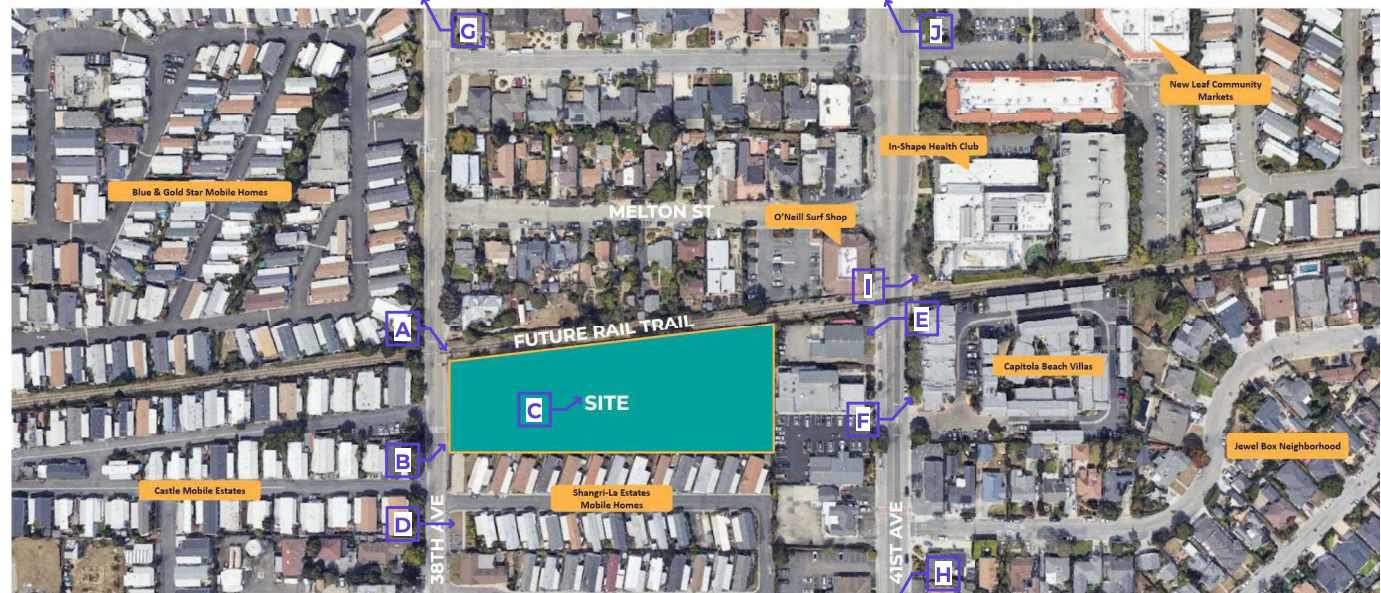 G
J
New Leaf Community
Markets
In-Shape Health Club
Blue & Gold Star Mobile Homes
MELTON ST
O'Neill Surf Shop
I
A
FUTURE RAIL TRAIL
E
Capitola Beach Villas
C
SITE
F
B
Jewel Box Neighborhood
Castle Mobile Estates
Shangri-La Estates
Mobile Homes
D
38TH AVE
41ST AVE
H